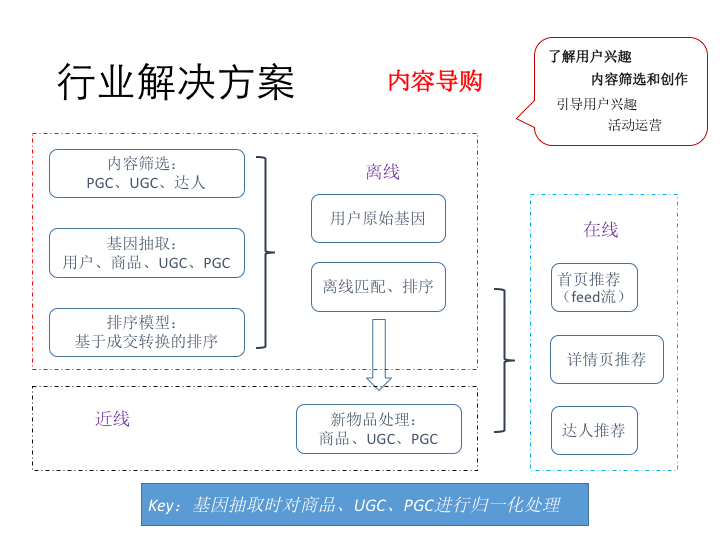 行业解决方案
内容导购
了解用户兴趣
内容筛选和创作
引导用户兴趣
活动运营
内容筛选：
PGC、UGC、达人
基因抽取：
用户、商品、UGC、PGC
排序模型：
基于成交转换的排序
离线
用户原始基因
离线匹配、排序
近线
新物品处理：
商品、UGC、PGC
在线
首页推荐
（feed流）
详情页推荐
达人推荐
Key：基因抽取时对商品、UGC、PGC进行归一化处理